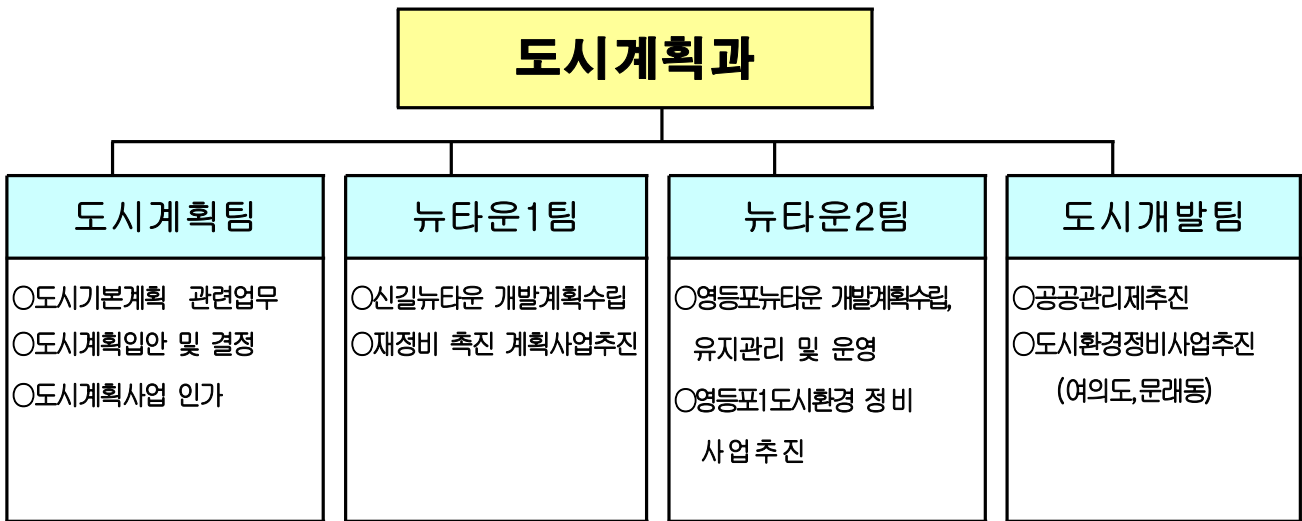 도시계획과
도시계획팀
○도시기본계획 관련업무
○도시계획입안 및 결정
○도시계획사업 인가
뉴타운1팀
○신길뉴타운 개발계획수립
○재정비 촉진 계획사업추진
뉴타운2팀
○영등포뉴타운 개발계획수립,
유지관리 및 운영
○영등포1도시환경 정비
사업추진
도시개발팀
○공공관리제추진
○도시환경정비사업추진
(여의도,문래동)